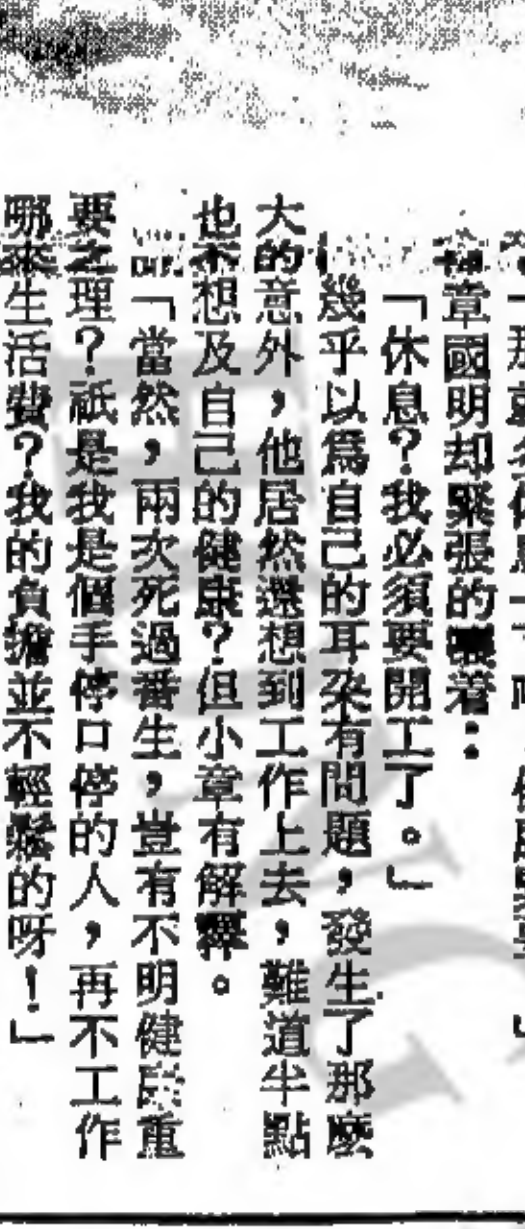 章國明却緊張的嚷着：
「休息？我必須要開工了。」
幾乎以爲自己的耳朶有問題，發生了那麽
大的意外，他居然還想到工作上去，難道半點
也不想及自己的健康？但小章有解釋。
「當然，兩次死過番生，豈有不明健康重
要之理？祇是我是個手停口停的人，再不工作
哪來生活費？我的負擔並不輕鬆的呀！」